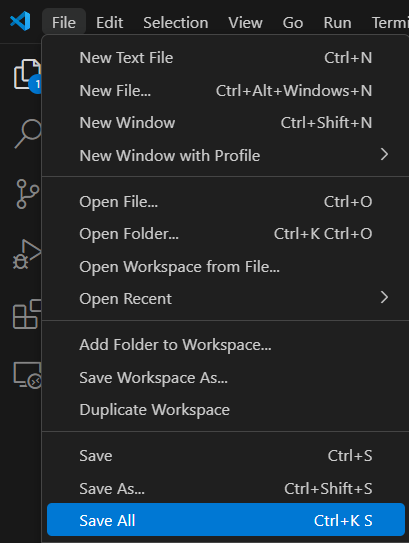 File Edit Selection View Go Run Termi
New Text File Ctrl+N
1
New File... Ctrl+Alt+Windows+N
New Window Ctrl+Shift+N
New Window with Profile
Open File... Ctrl+O
Open Folder... Ctrl+K Ctrl+O
Open Workspace from File...
Open Recent
Add Folder to Workspace...
Save Workspace As...
Duplicate Workspace
Save Ctrl+S
Save As... Ctrl+Shift+S
Save All Ctrl+K S